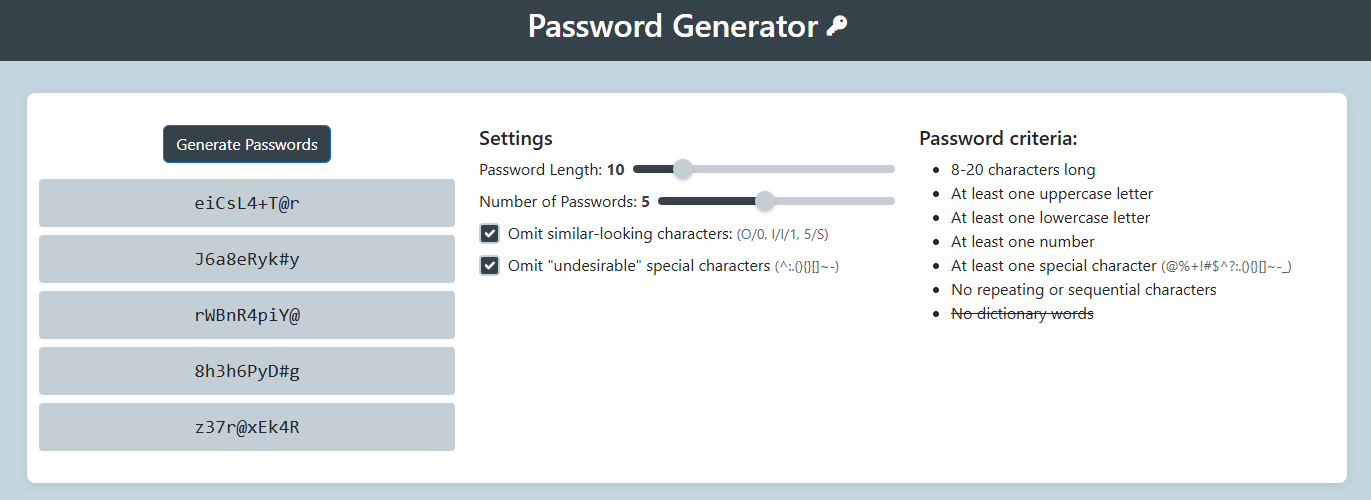 Password Generator
Generate Passwords
eiCsL4+T@r
J6a8eRyk#y
rWBnR4piY@
8h3h6PyD#g
z37r@xEk4R
Settings
Password Length: 10
Number of Passwords: 5
Omit similar-looking characters: (O/0, l/I/1, 5/S)
Omit "undesirable" special characters (^:.(){}[]~-)
Password criteria:
8-20 characters long
At least one uppercase letter
At least one lowercase letter
At least one number
At least one special character (@%+!#$^?:.(){}[]~-_)
No repeating or sequential characters
No dictionary words